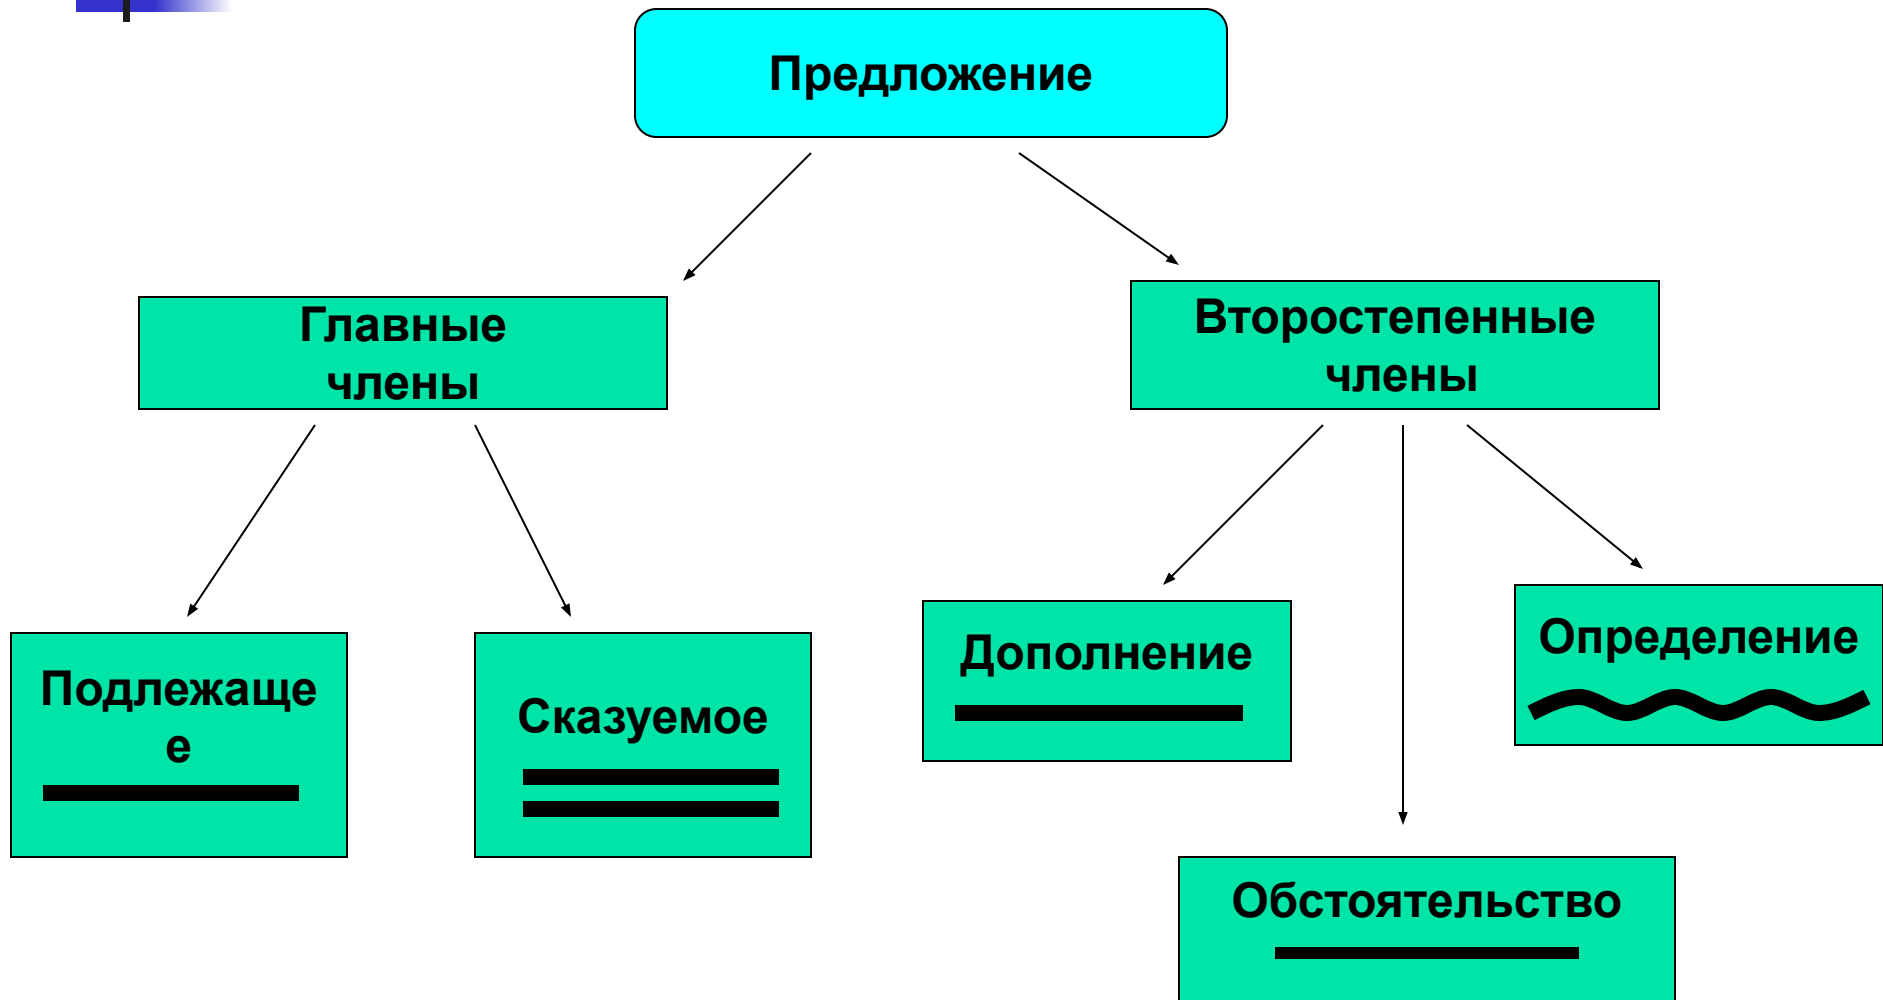 Предложение
Главные
члены
Второстепенные
члены
Подлежаще
е
Сказуемое
Дополнение
Определение
Обстоятельство